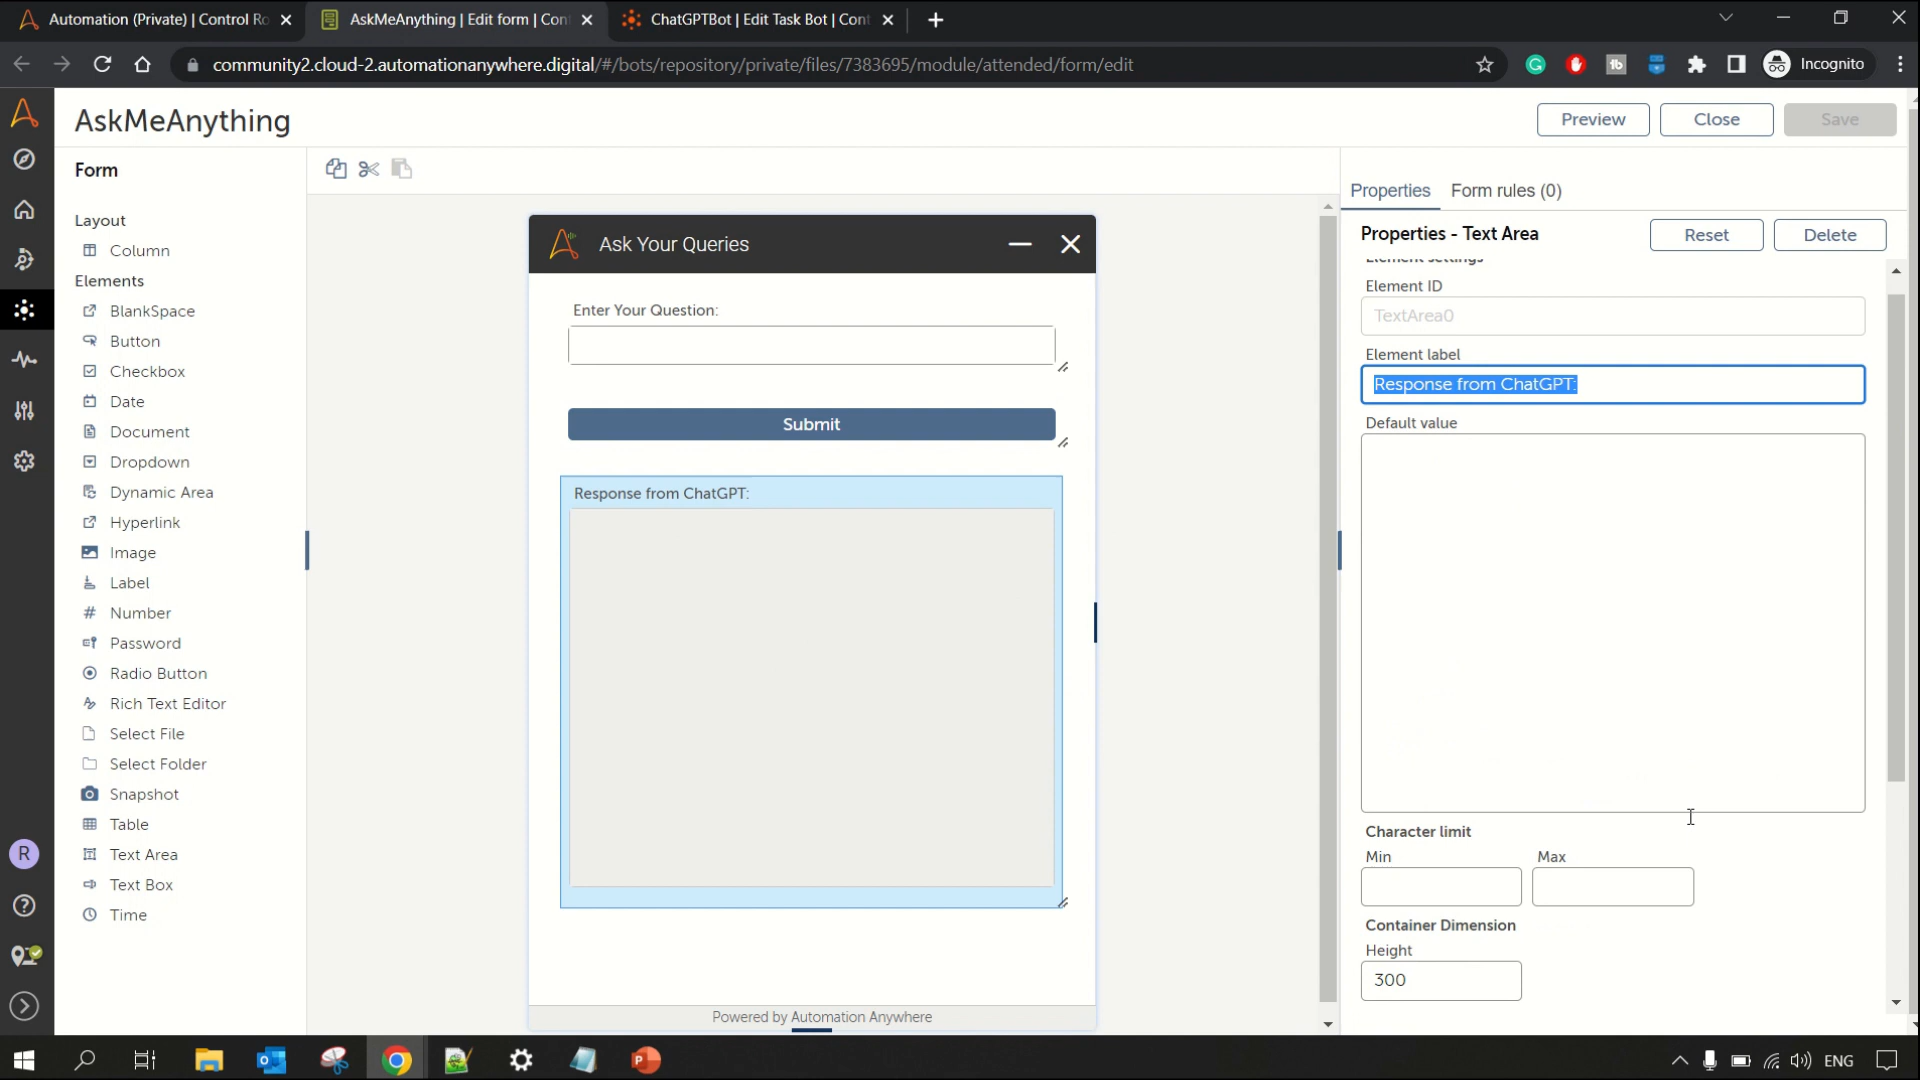 Automation (Private) | Control Ro
AskMeAnything | Edit form | Con
ChatGPTBot | Edit Task Bot | Cont
community2.cloud-2.automationanywhere.digital/#/bots/repository/private/files/7383695/module/attended/form/edit
Incognito
AskMeAnything
Preview
Close
Save
Form
Layout
Column
Elements
BlankSpace
Button
Checkbox
Date
Document
Dropdown
Dynamic Area
Hyperlink
Image
Label
Number
Password
Radio Button
Rich Text Editor
Select File
Select Folder
Snapshot
Table
Text Area
Text Box
Time
R
Ask Your Queries
Enter Your Question:
Submit
Response from ChatGPT:
Powered by Automation Anywhere
Properties
Form rules (0)
Properties - Text Area
Reset
Delete
Element settings
Element ID
TextArea0
Element label
Response from ChatGPT:
Default value
Character limit
Min
Max
Container Dimension
Height
300
ENG